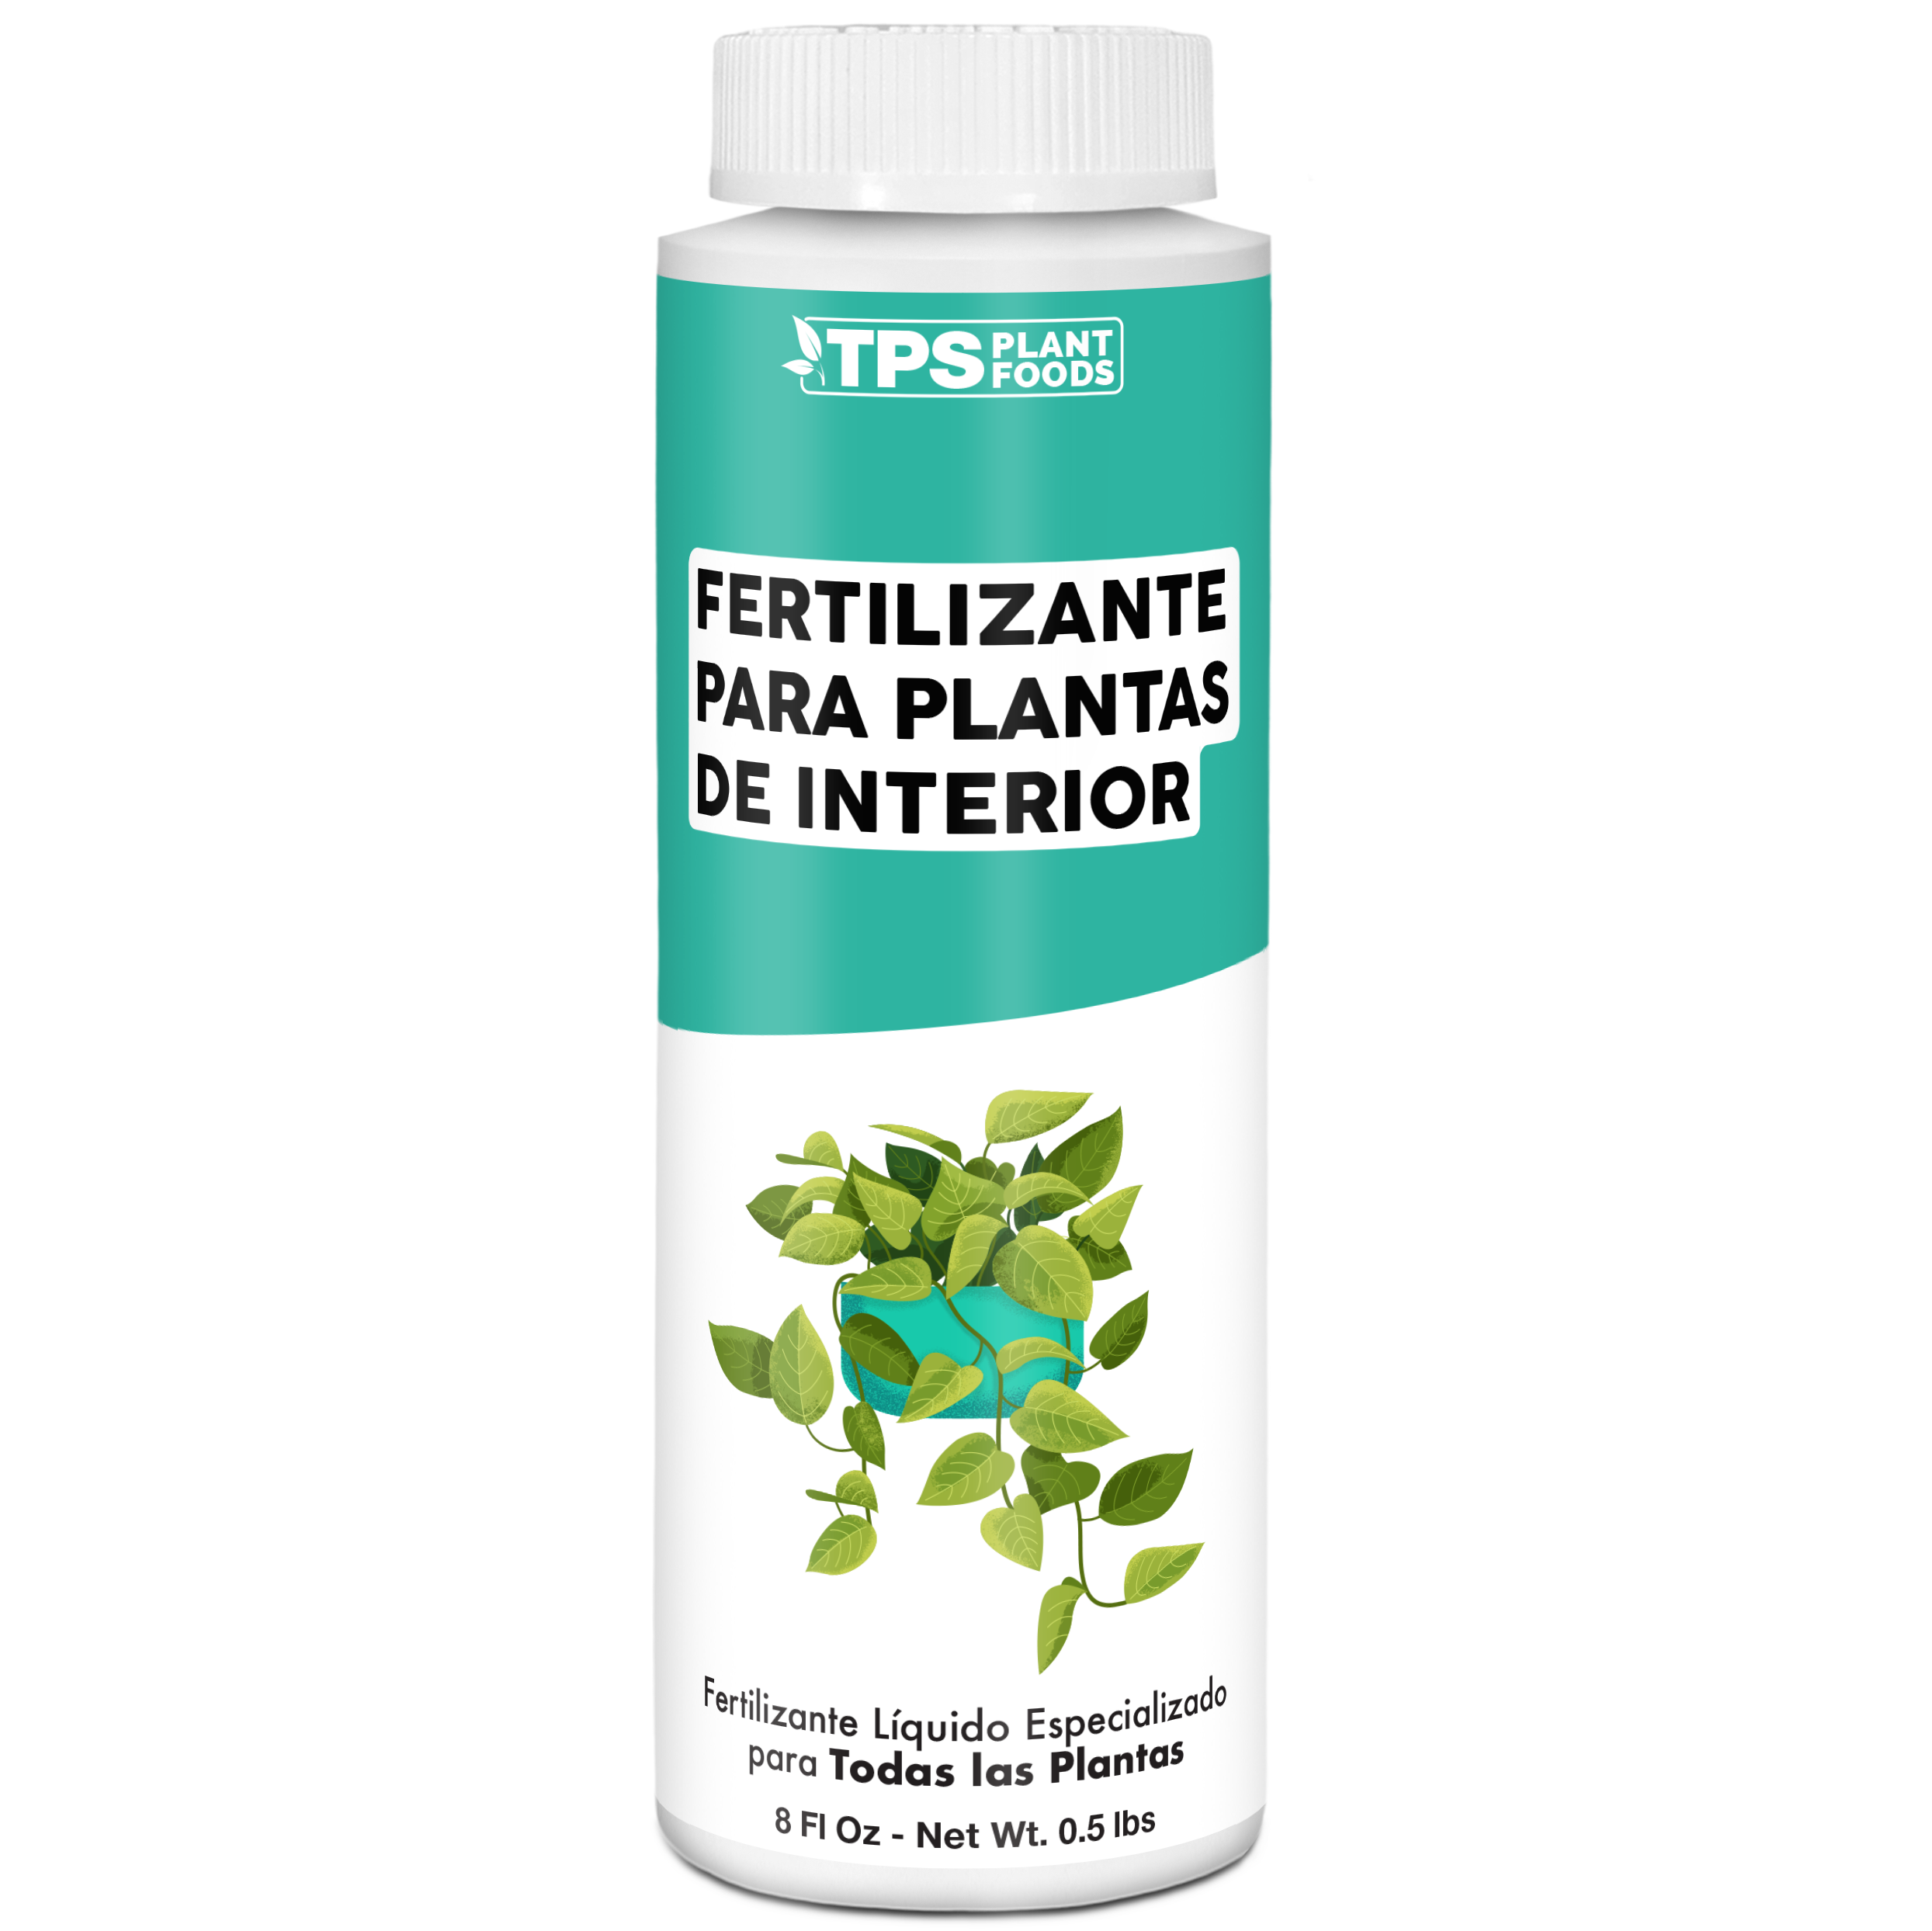 TPS PLANT
FOODS
FERTILIZANTE
PARA PLANTAS
DE INTERIOR
Fertilizante Líquido Especializado
para Todas las Plantas
8 Fl Oz - Net Wt. 0.5 lbs